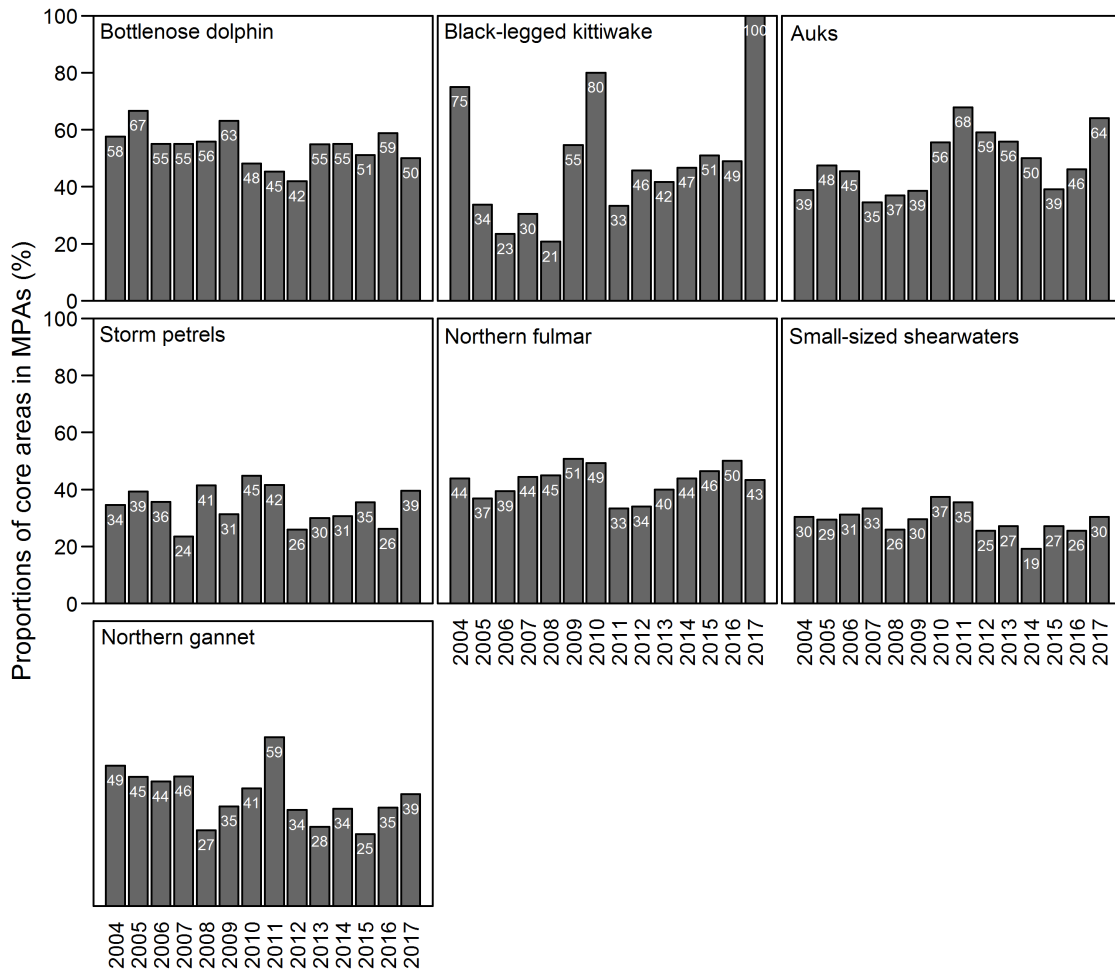 Proportions of core areas in MPAs (%)
100
80
60
40
20
0
Bottlenose dolphin
58 67 55 55 56 63 48 45 42 55 55 51 59 50
Black-legged kittiwake
75 34 23 30 21 55 80 33 46 42 47 51 49 100
Auks
39 48 45 35 37 39 56 68 59 56 50 39 46 64
100
80
60
40
20
0
Storm petrels
34 39 36 24 41 31 45 42 26 30 31 35 26 39
Northern fulmar
44 37 39 44 45 51 49 33 34 40 44 46 50 43
2004 2005 2006 2007 2008 2009 2010 2011 2012 2013 2014 2015 2016 2017
Small-sized shearwaters
30 29 31 33 26 30 37 35 25 27 19 27 26 30
2004 2005 2006 2007 2008 2009 2010 2011 2012 2013 2014 2015 2016 2017
Northern gannet
49 45 44 46 27 35 41 59 34 28 34 25 35 39
2004 2005 2006 2007 2008 2009 2010 2011 2012 2013 2014 2015 2016 2017